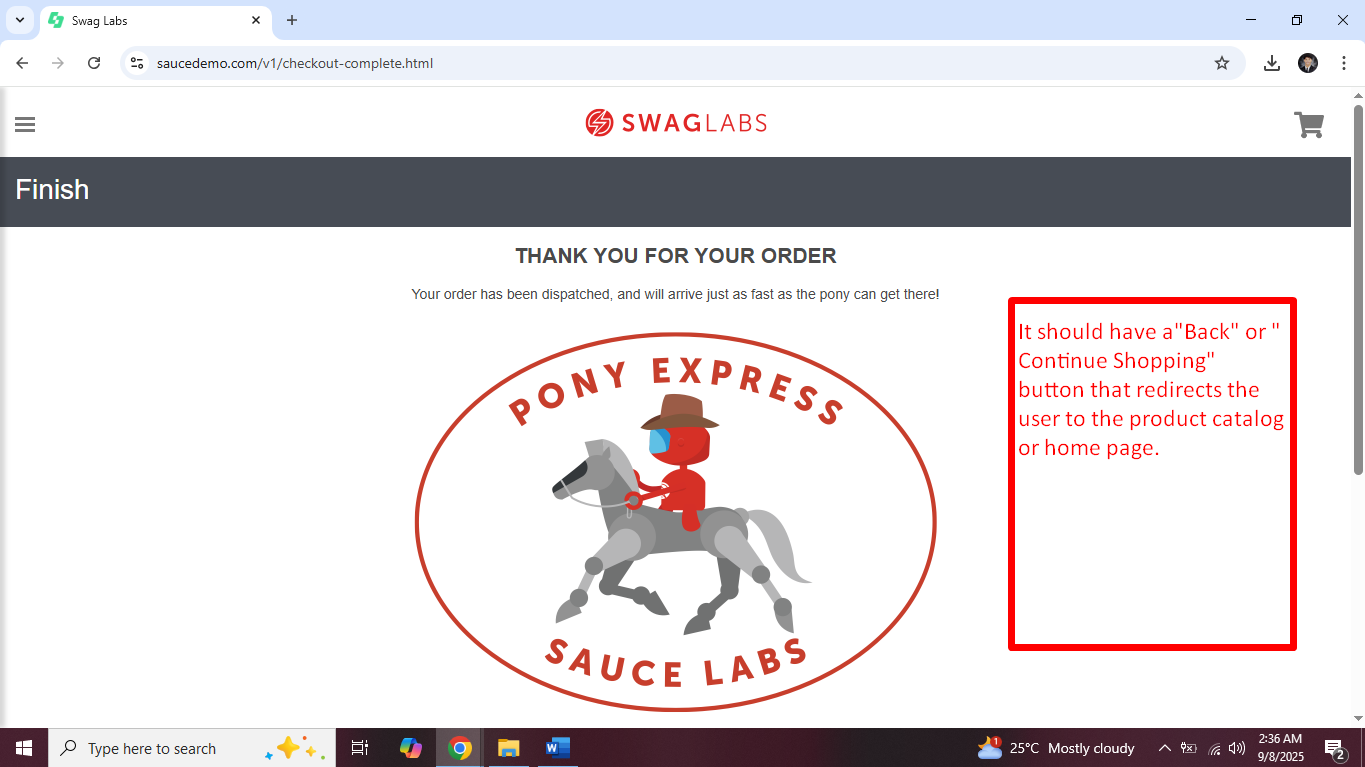 Swag Labs
saucedemo.com/v1/checkout-complete.html
SWAGLABS
Finish
THANK YOU FOR YOUR ORDER
Your order has been dispatched, and will arrive just as fast as the pony can get there!
PONY EXPRESS
SAUCE LABS
It should have a"Back" or "
Continue Shopping"
button that redirects the
user to the product catalog
or home page.
Type here to search
W
1
25°C Mostly cloudy
2:36 AM
9/8/2025
2